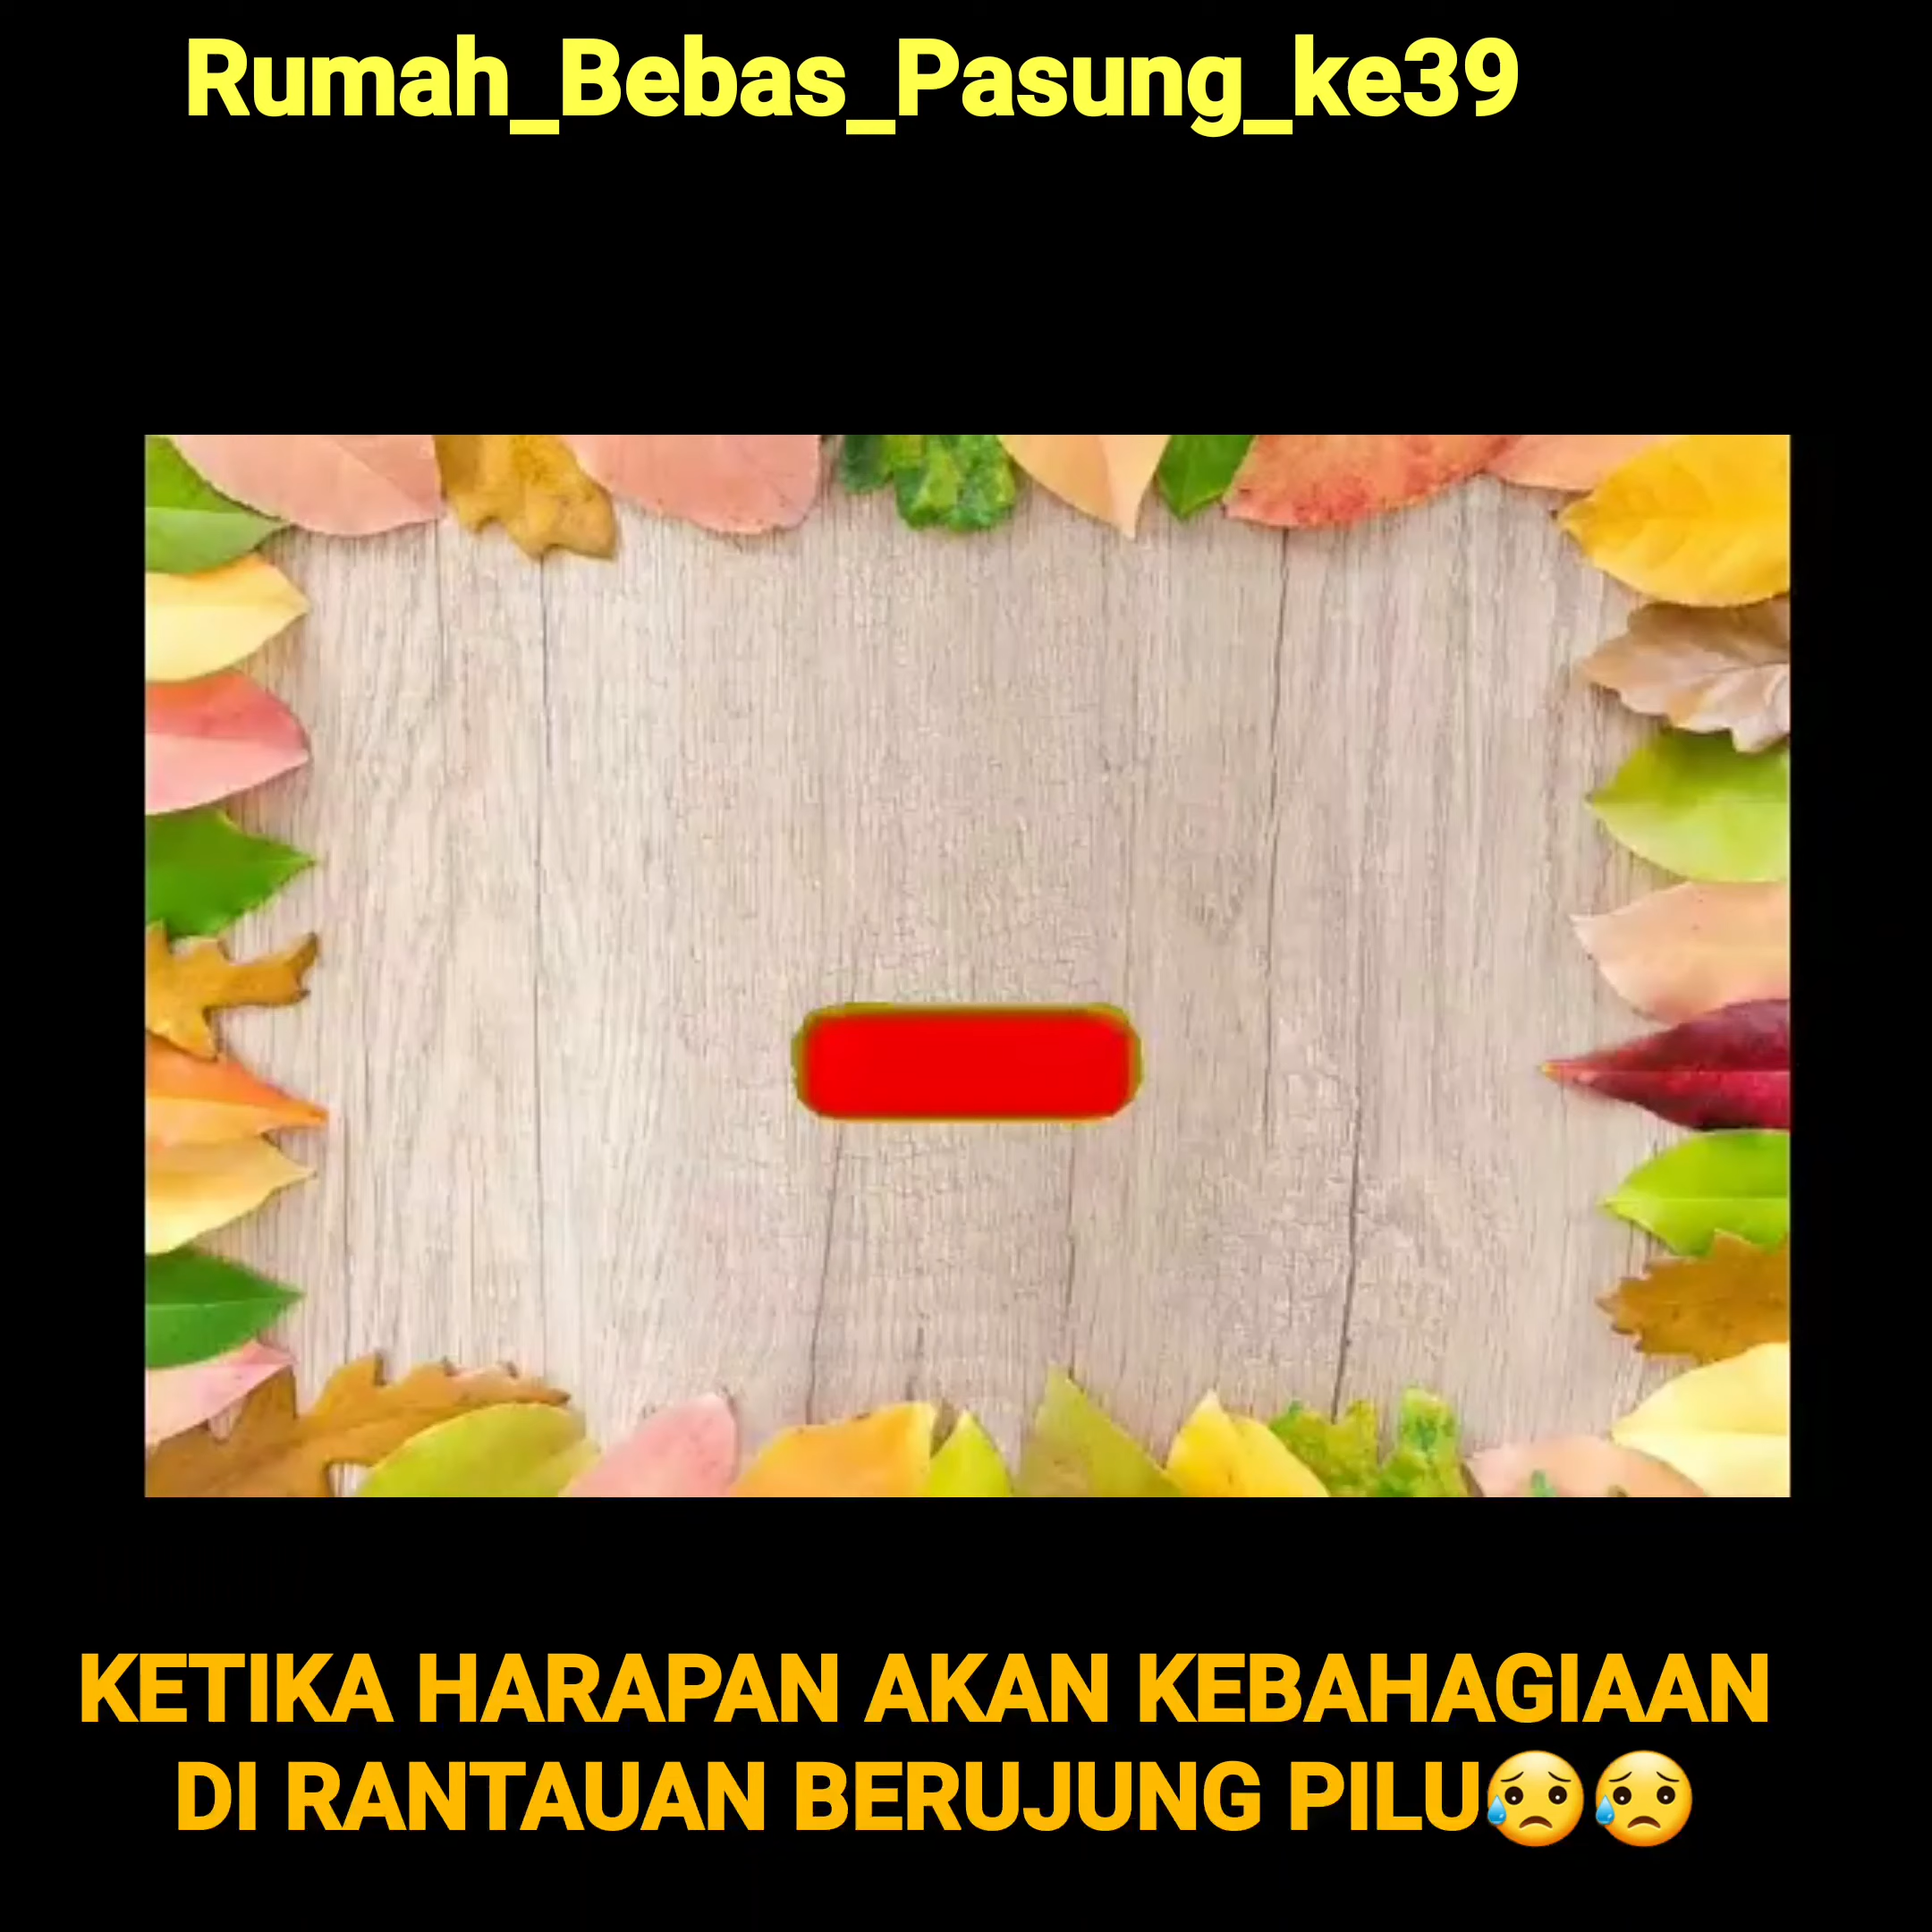 Rumah_Bebas_Pasung_ke39
KETIKA HARAPAN AKAN KEBAHAGIAAN
DI RANTAUAN BERUJUNG PILU😥😥